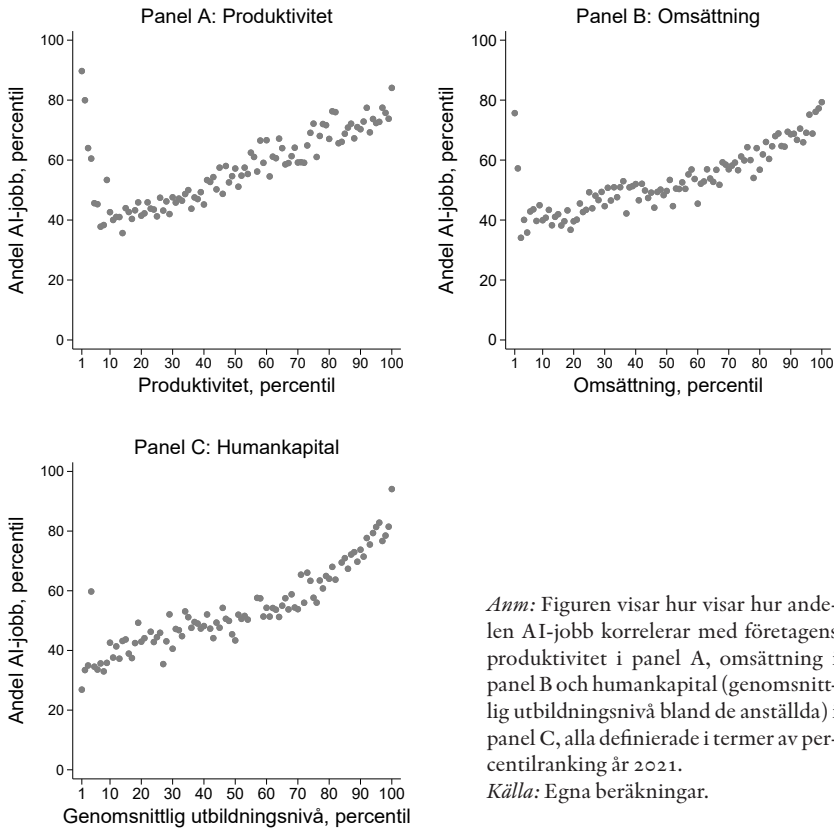 Panel A: Produktivitet
100
80
60
40
20
0
Andel AI-jobb, percentil
1 10 20 30 40 50 60 70 80 90 100
Produktivitet, percentil
Panel B: Omsättning
100
80
60
40
20
0
Andel AI-jobb, percentil
1 10 20 30 40 50 60 70 80 90 100
Omsättning, percentil
Panel C: Humankapital
100
80
60
40
20
0
Andel AI-jobb, percentil
1 10 20 30 40 50 60 70 80 90 100
Genomsnittlig utbildningsnivå, percentil
Anm: Figuren visar hur visar hur ande-
len AI-jobb korrelerar med företagens
produktivitet i panel A, omsättning i
panel B och humankapital (genomsnitt-
lig utbildningsnivå bland de anställda) i
panel C, alla definierade i termer av per-
centilranking år 2021.
Källa: Egna beräkningar.